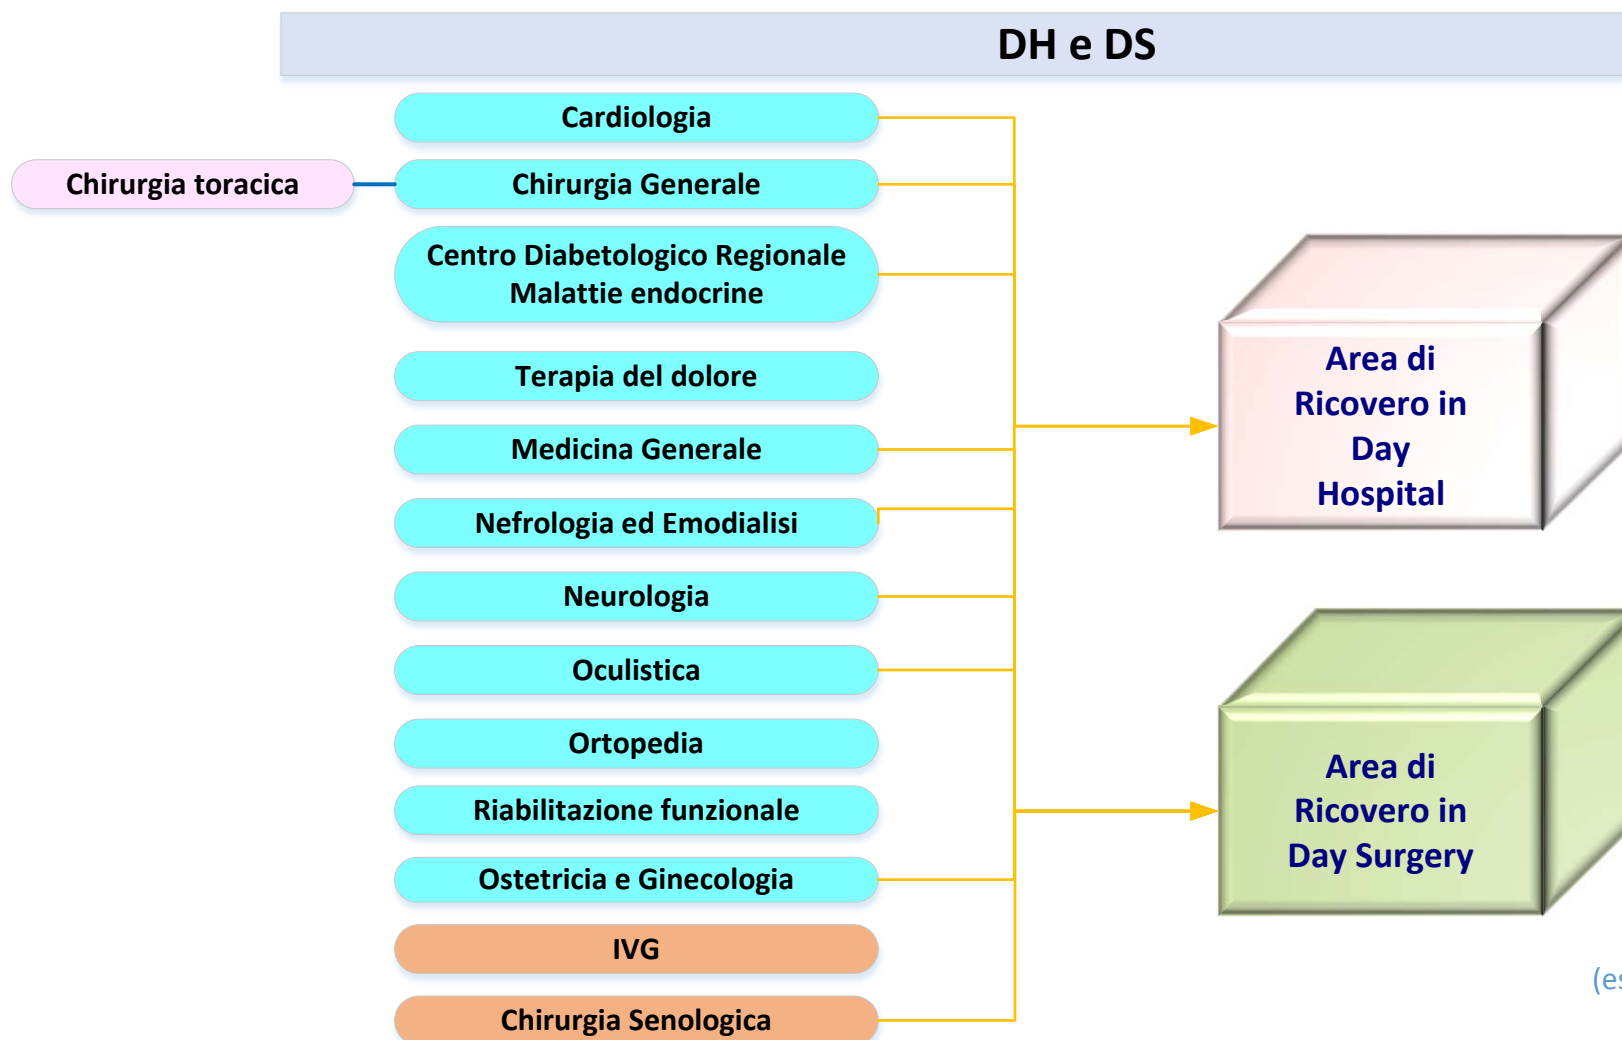 DH e DS
Cardiologia
Chirurgia toracica
Chirurgia Generale
Centro Diabetologico Regionale
Malattie endocrine
Terapia del dolore
Medicina Generale
Nefrologia ed Emodialisi
Neurologia
Oculistica
Ortopedia
Riabilitazione funzionale
Ostetricia e Ginecologia
IVG
Chirurgia Senologica
Area di
Ricovero in
Day
Hospital
Area di
Ricovero in
Day Surgery